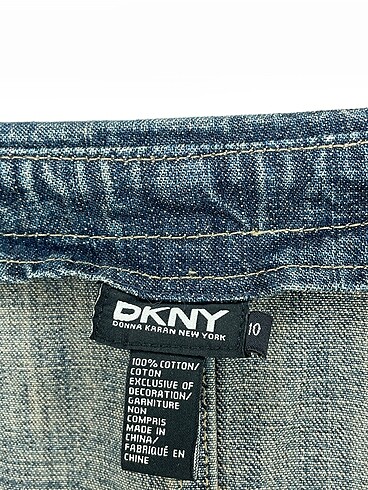 DKNY
DONNA KARAN NEW YORK
10
100% COTTON/
COTON
EXCLUSIVE OF
DECORATION/
GARNITURE
NON
COMPRIS
MADE IN
CHINA/
FABRIQUÉ EN
CHINE